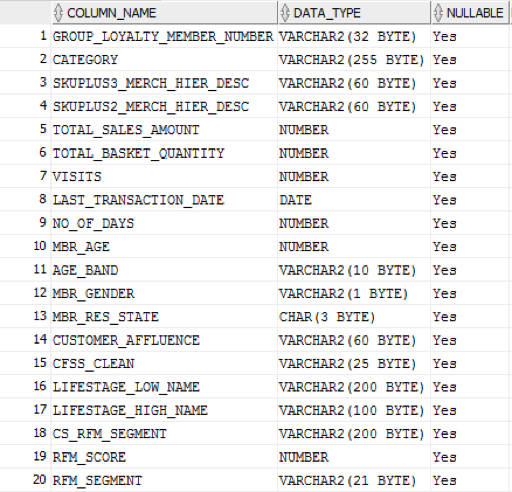 COLUMN_NAME DATA_TYPE NULLABLE
1 GROUP_LOYALTY_MEMBER_NUMBER VARCHAR2(32 BYTE) Yes
2 CATEGORY VARCHAR2(255 BYTE) Yes
3 SKUPLUS3_MERCH_HIER_DESC VARCHAR2(60 BYTE) Yes
4 SKUPLUS2_MERCH_HIER_DESC VARCHAR2(60 BYTE) Yes
5 TOTAL_SALES_AMOUNT NUMBER Yes
6 TOTAL_BASKET_QUANTITY NUMBER Yes
7 VISITS NUMBER Yes
8 LAST_TRANSACTION_DATE DATE Yes
9 NO_OF_DAYS NUMBER Yes
10 MBR_AGE NUMBER Yes
11 AGE_BAND VARCHAR2(10 BYTE) Yes
12 MBR_GENDER VARCHAR2(1 BYTE) Yes
13 MBR_RES_STATE CHAR(3 BYTE) Yes
14 CUSTOMER_AFFLUENCE VARCHAR2(60 BYTE) Yes
15 CFSS_CLEAN VARCHAR2(25 BYTE) Yes
16 LIFESTAGE_LOW_NAME VARCHAR2(200 BYTE) Yes
17 LIFESTAGE_HIGH_NAME VARCHAR2(100 BYTE) Yes
18 CS_RFM_SEGMENT VARCHAR2(200 BYTE) Yes
19 RFM_SCORE NUMBER Yes
20 RFM_SEGMENT VARCHAR2(21 BYTE) Yes